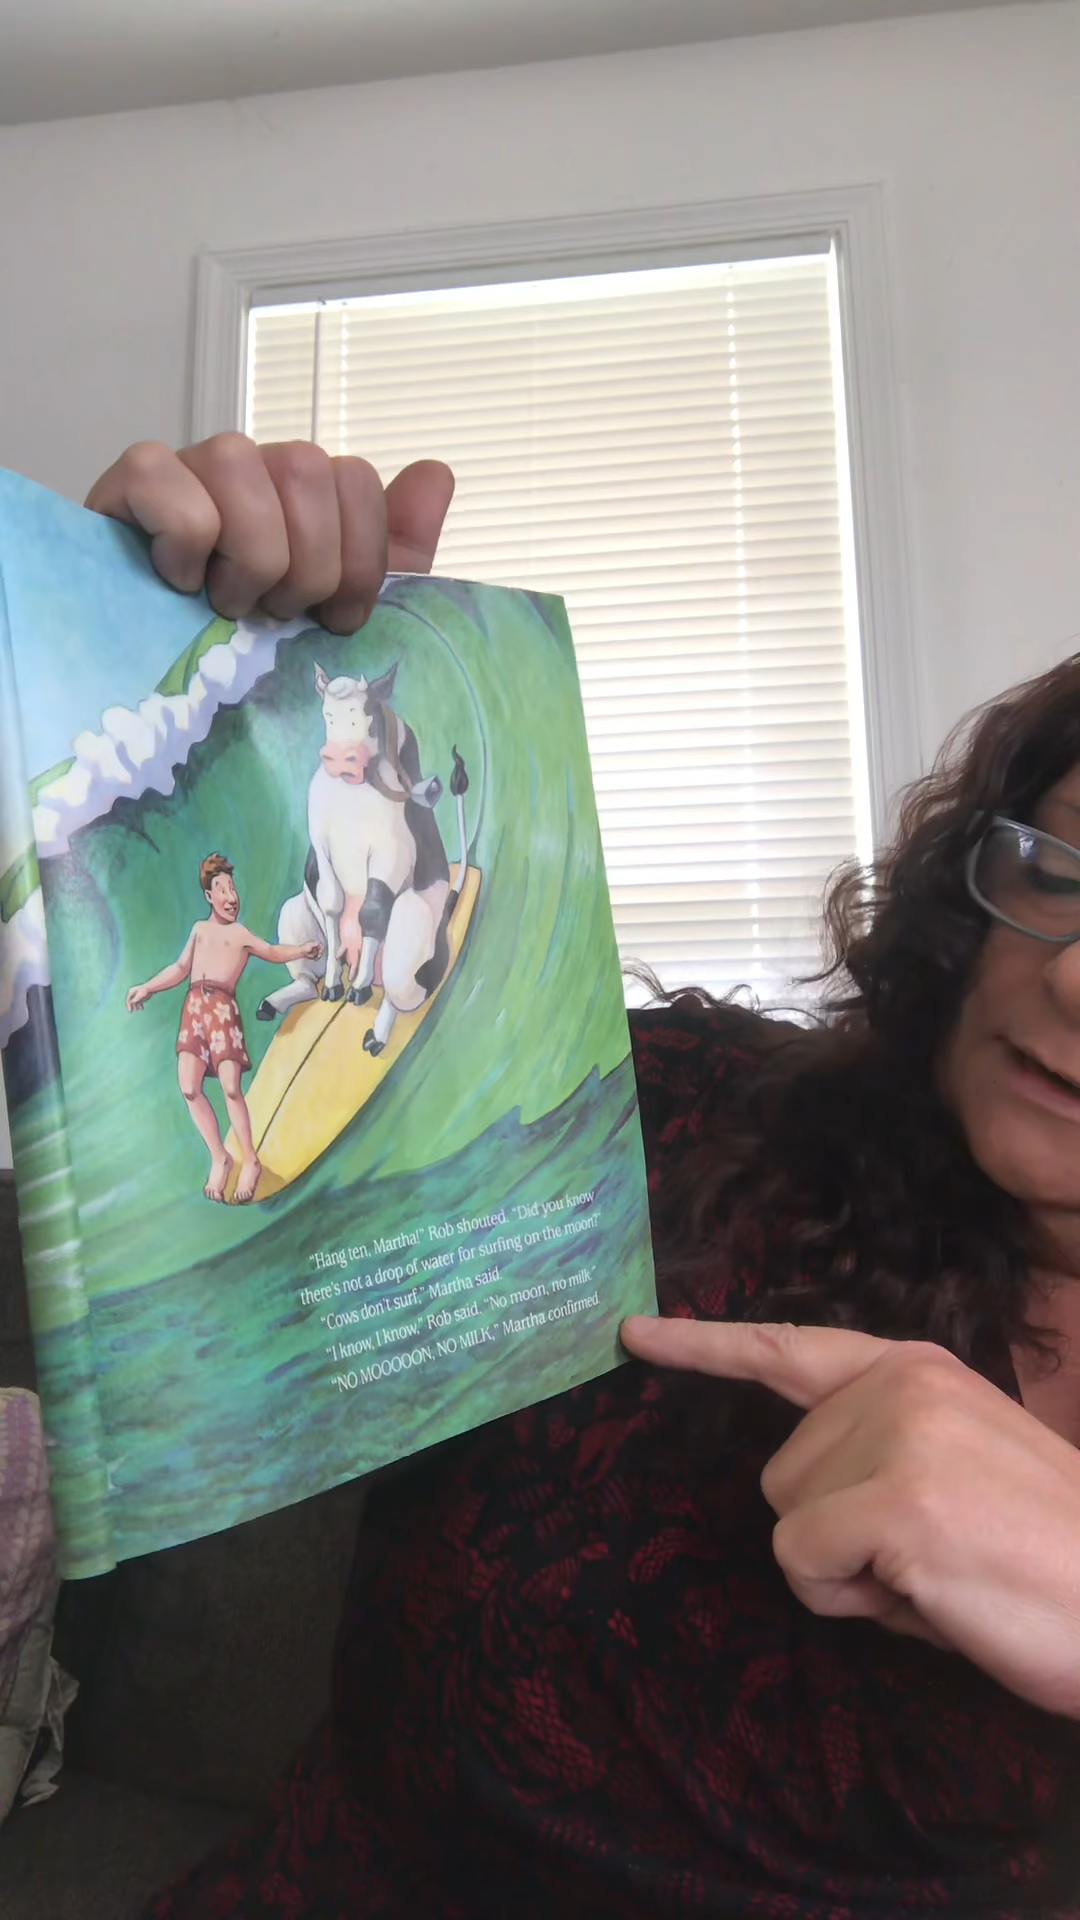 "Hang ten, Martha!" Rob shouted. "Did you know
there's not a drop of water for surfing on the moon?"
"Cows don't surf," Martha said.
"I know, I know," Rob said. "No moon, no milk."
"NO MOOOOON, NO MILK," Martha confirmed.